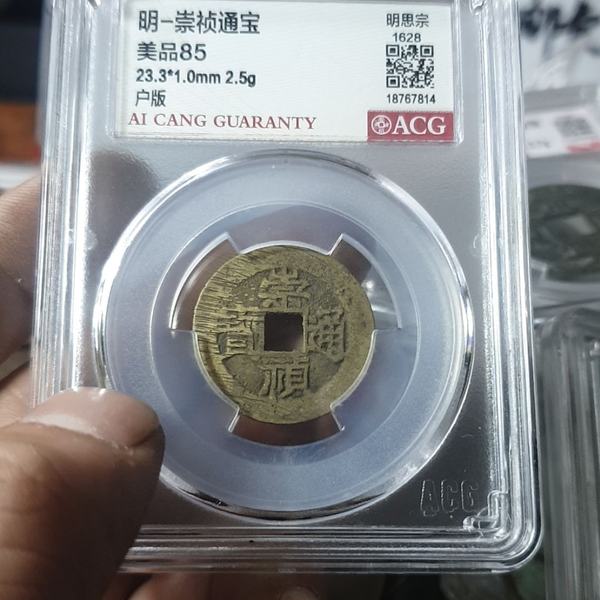 明-崇祯通宝
美品85
23.3*1.0mm 2.5g
户版
AI CANG GUARANTY
明思宗
1628
18767814
ACG
崇
寳 通
禎
ACG